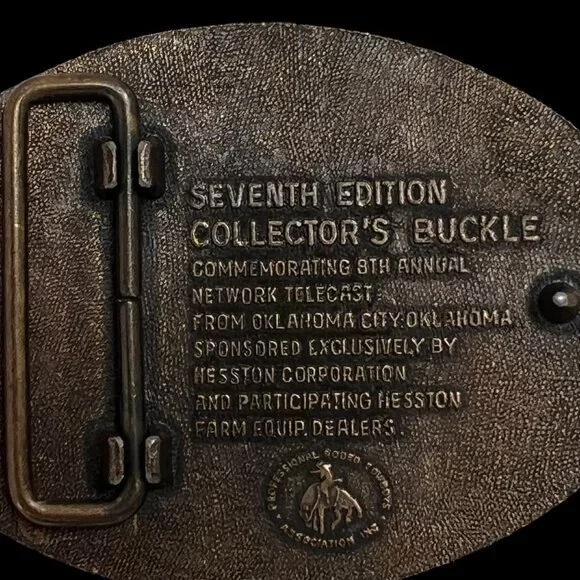 SEVENTH EDITION
COLLECTOR'S BUCKLE
COMMEMORATING 8TH ANNUAL
NETWORK TELECAST
FROM OKLAHOMA CITY, OKLAHOMA
SPONSORED EXCLUSIVELY BY
HESSTON CORPORATION
AND PARTICIPATING HESSTON
FARM EQUIP. DEALERS
PROFESSIONAL RODEO COWBOYS
ASSOCIATION INC